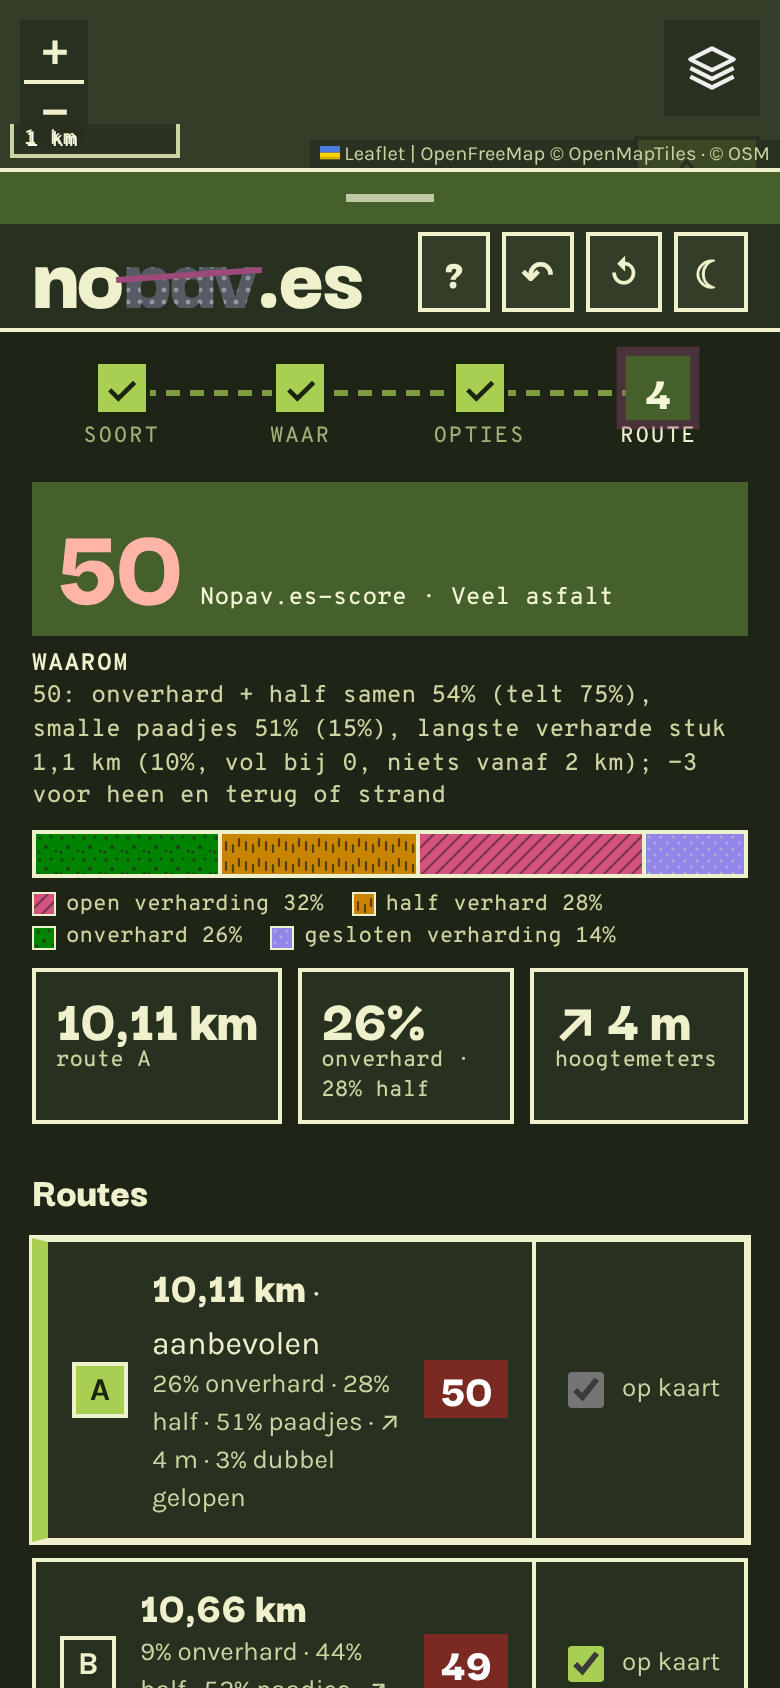 +
−
1 km
Leaflet | OpenFreeMap © OpenMapTiles · © OSM
nopav.es
? ↶ ↺ ☾
4
SOORT WAAR OPTIES ROUTE
50 Nopav.es-score · Veel asfalt
WAAROM
50: onverhard + half samen 54% (telt 75%),
smalle paadjes 51% (15%), langste verharde stuk
1,1 km (10%, vol bij 0, niets vanaf 2 km); −3
voor heen en terug of strand
open verharding 32% half verhard 28%
onverhard 26% gesloten verharding 14%
10,11 km
route A
26%
onverhard ·
28% half
↗ 4 m
hoogtemeters
Routes
A
10,11 km ·
aanbevolen
26% onverhard · 28%
half · 51% paadjes · ↗
4 m · 3% dubbel
gelopen
50
op kaart
B
10,66 km
9% onverhard · 44%
49
op kaart